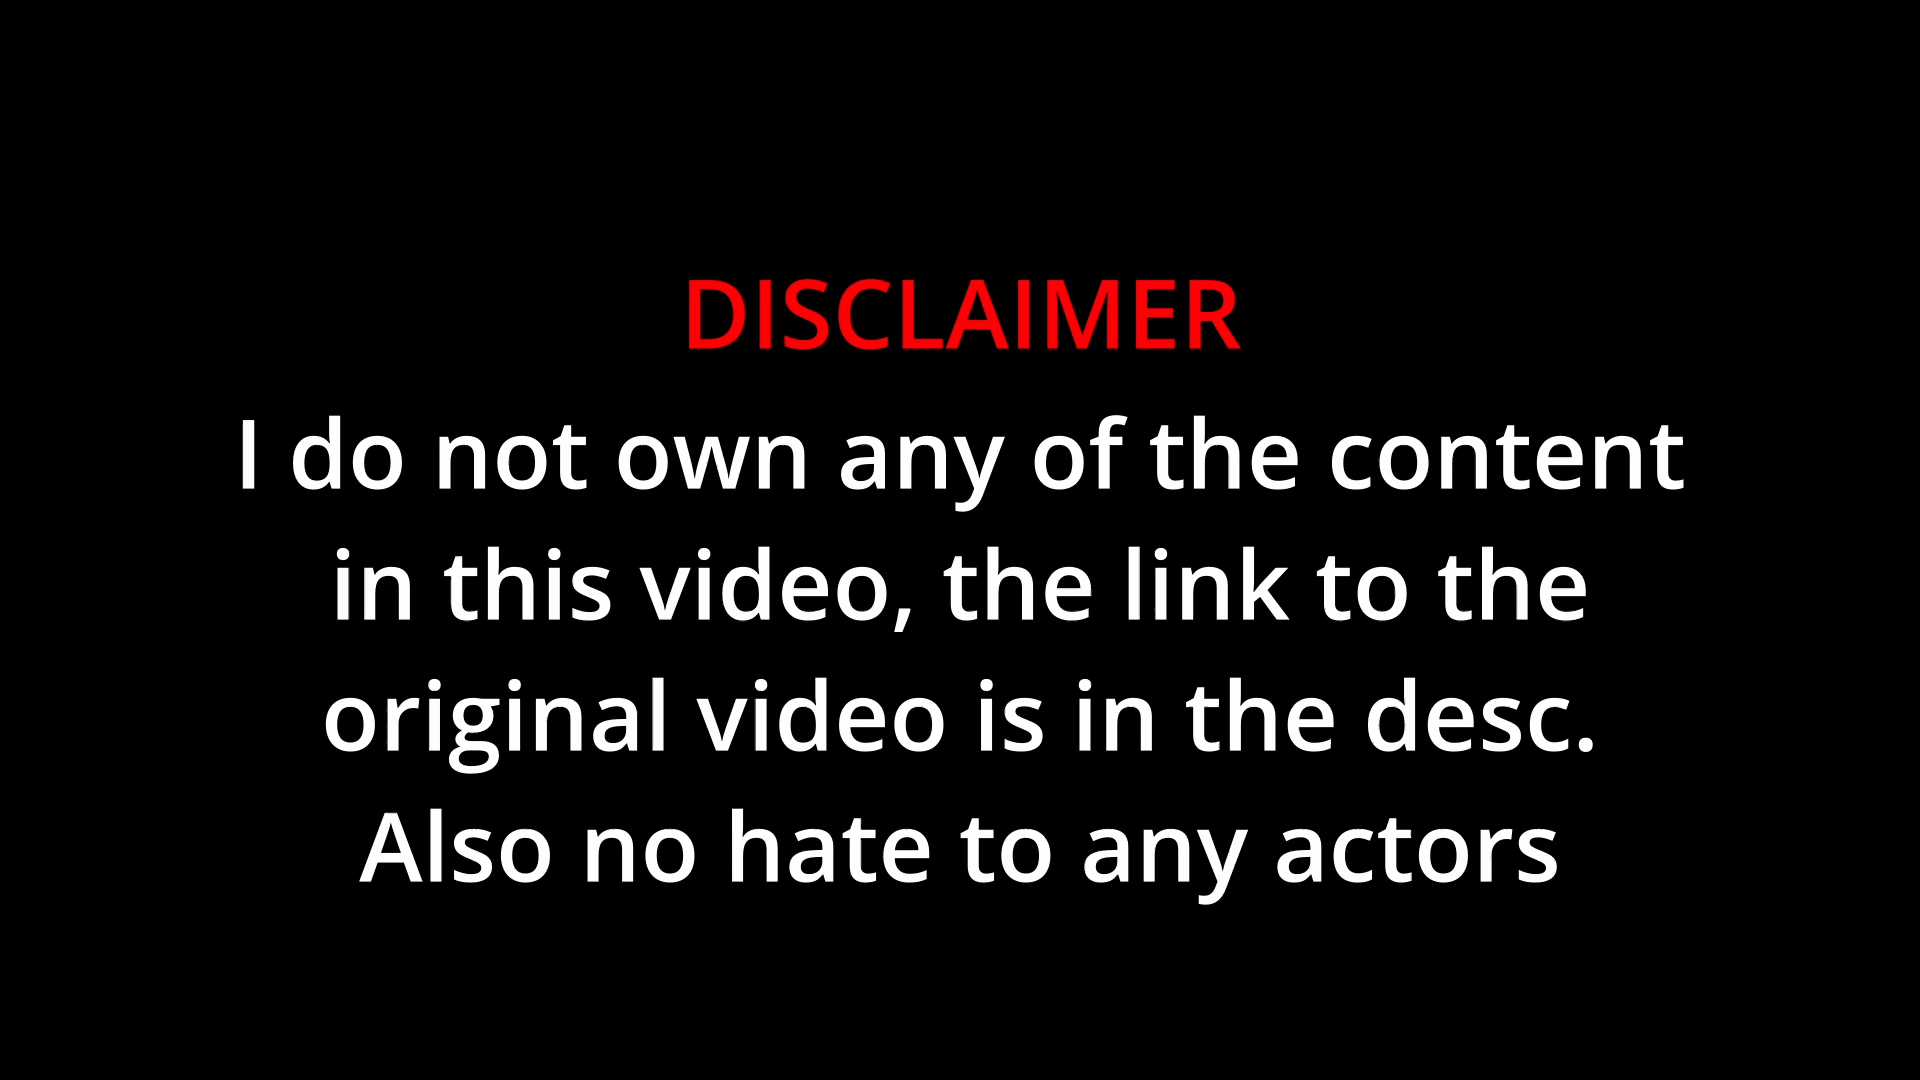 DISCLAIMER
I do not own any of the content
in this video, the link to the
original video is in the desc.
Also no hate to any actors